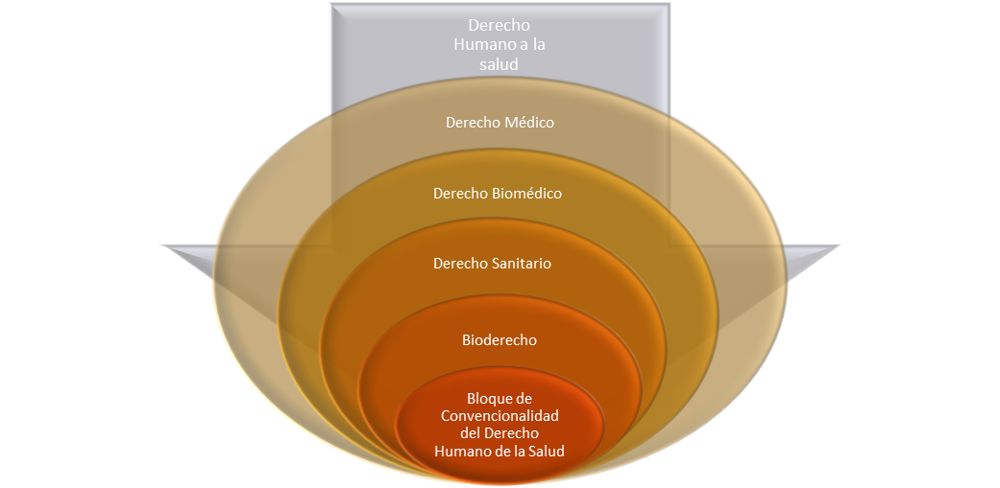 Derecho
Humano a la
salud
Derecho Médico
Derecho Biomédico
Derecho Sanitario
Bioderecho
Bloque de
Convencionalidad
del Derecho
Humano de la Salud